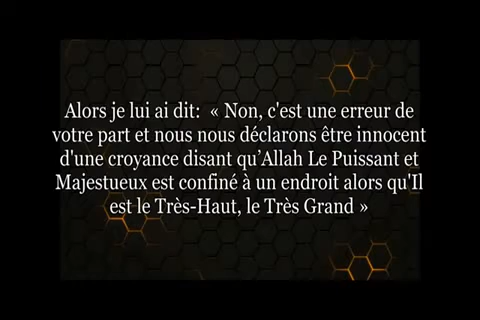 Alors je lui ai dit:  « Non, c'est une erreur de
votre part et nous nous déclarons être innocent
d'une croyance disant qu’Allah Le Puissant et
Majestueux est confiné à un endroit alors qu'Il
est le Très-Haut, le Très Grand »